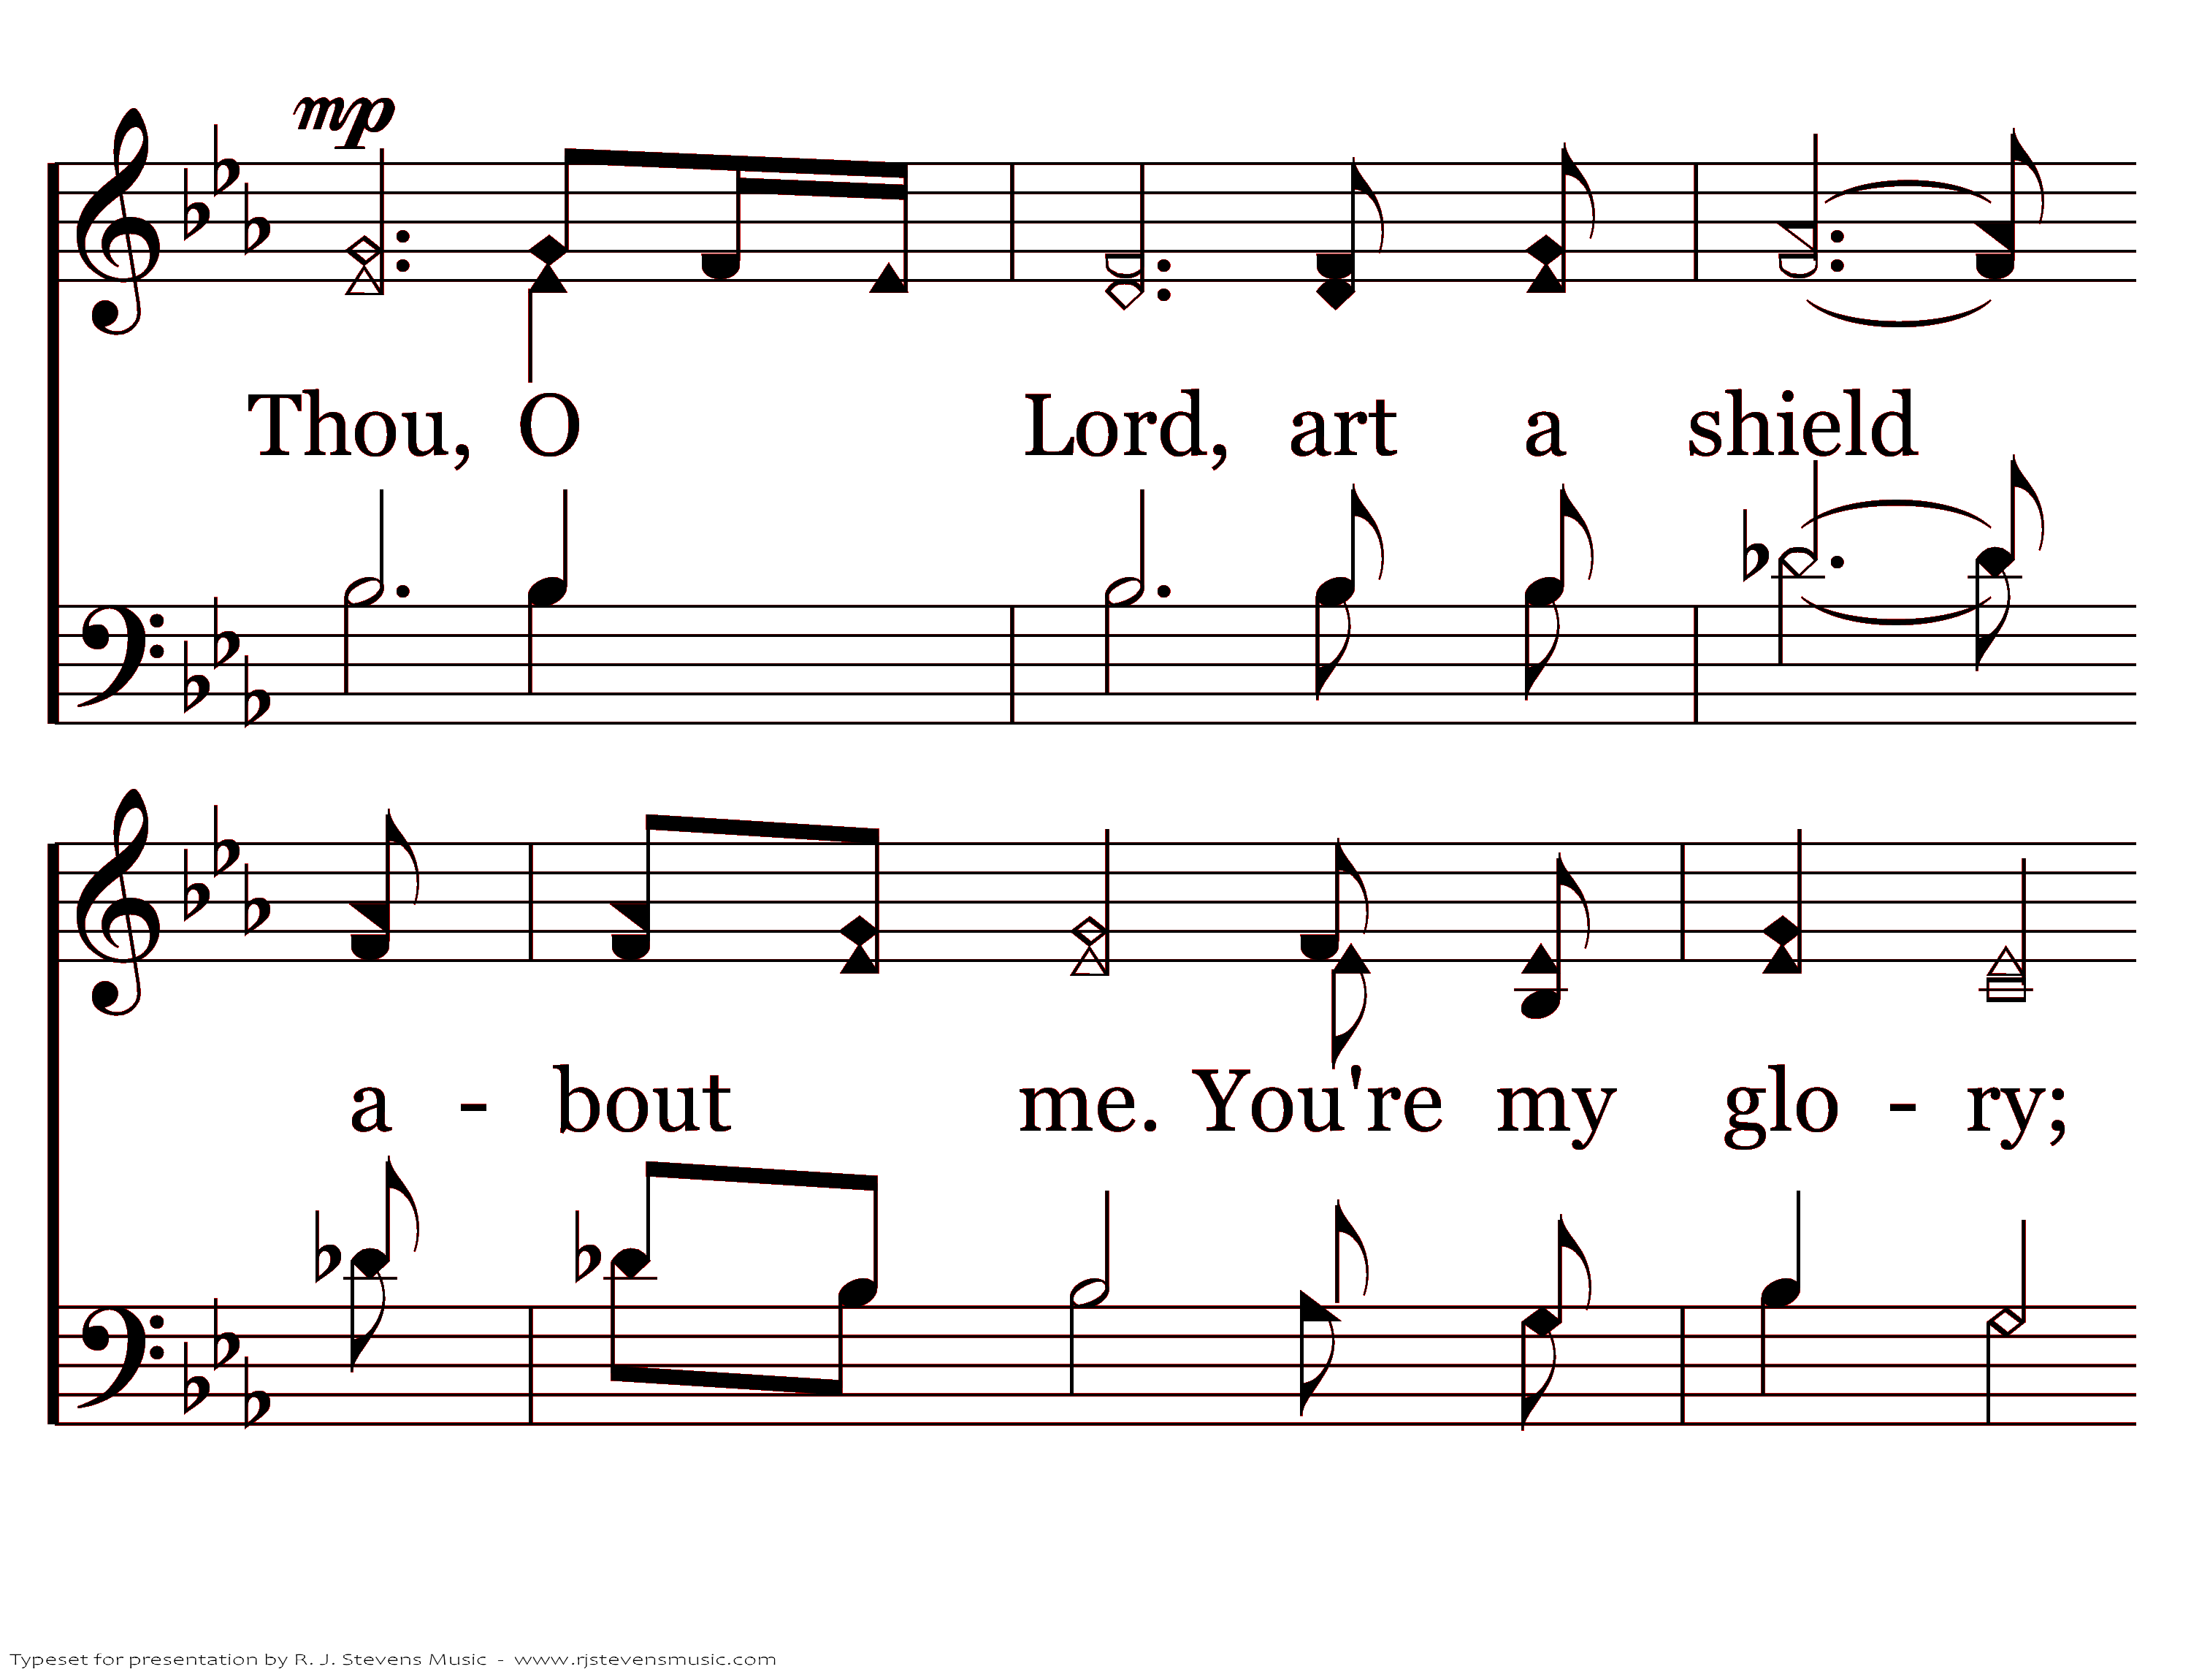 mp
Thou, O Lord, art a shield
a - bout me. You're my glo - ry;
Typeset for presentation by R. J. Stevens Music - www.rjstevensmusic.com